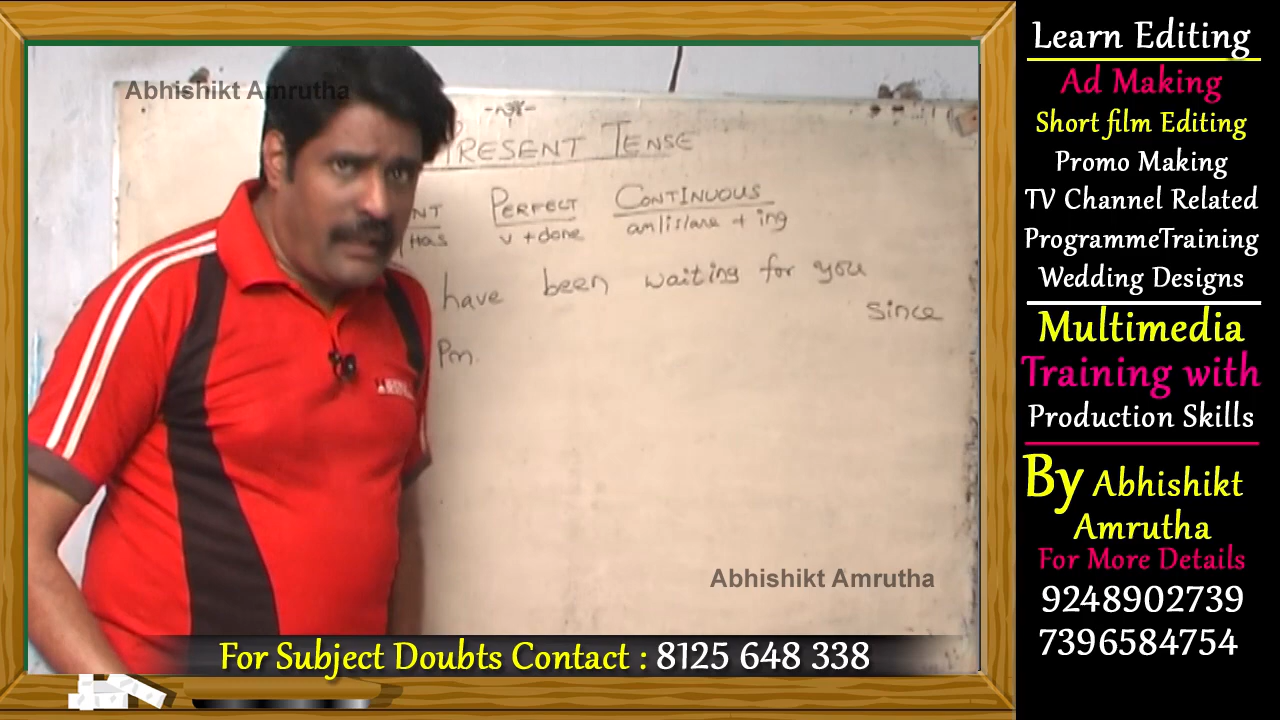 Abhishikt Amrutha
PRESENT TENSE
NT PERFECT CONTINUOUS
/Has v+done am/is/are + ing
have been waiting for you
since
Pm.
Abhishikt Amrutha
For Subject Doubts Contact : 8125 648 338
Learn Editing
Ad Making
Short film Editing
Promo Making
TV Channel Related
ProgrammeTraining
Wedding Designs
Multimedia
Training with
Production Skills
By Abhishikt
Amrutha
For More Details
9248902739
7396584754